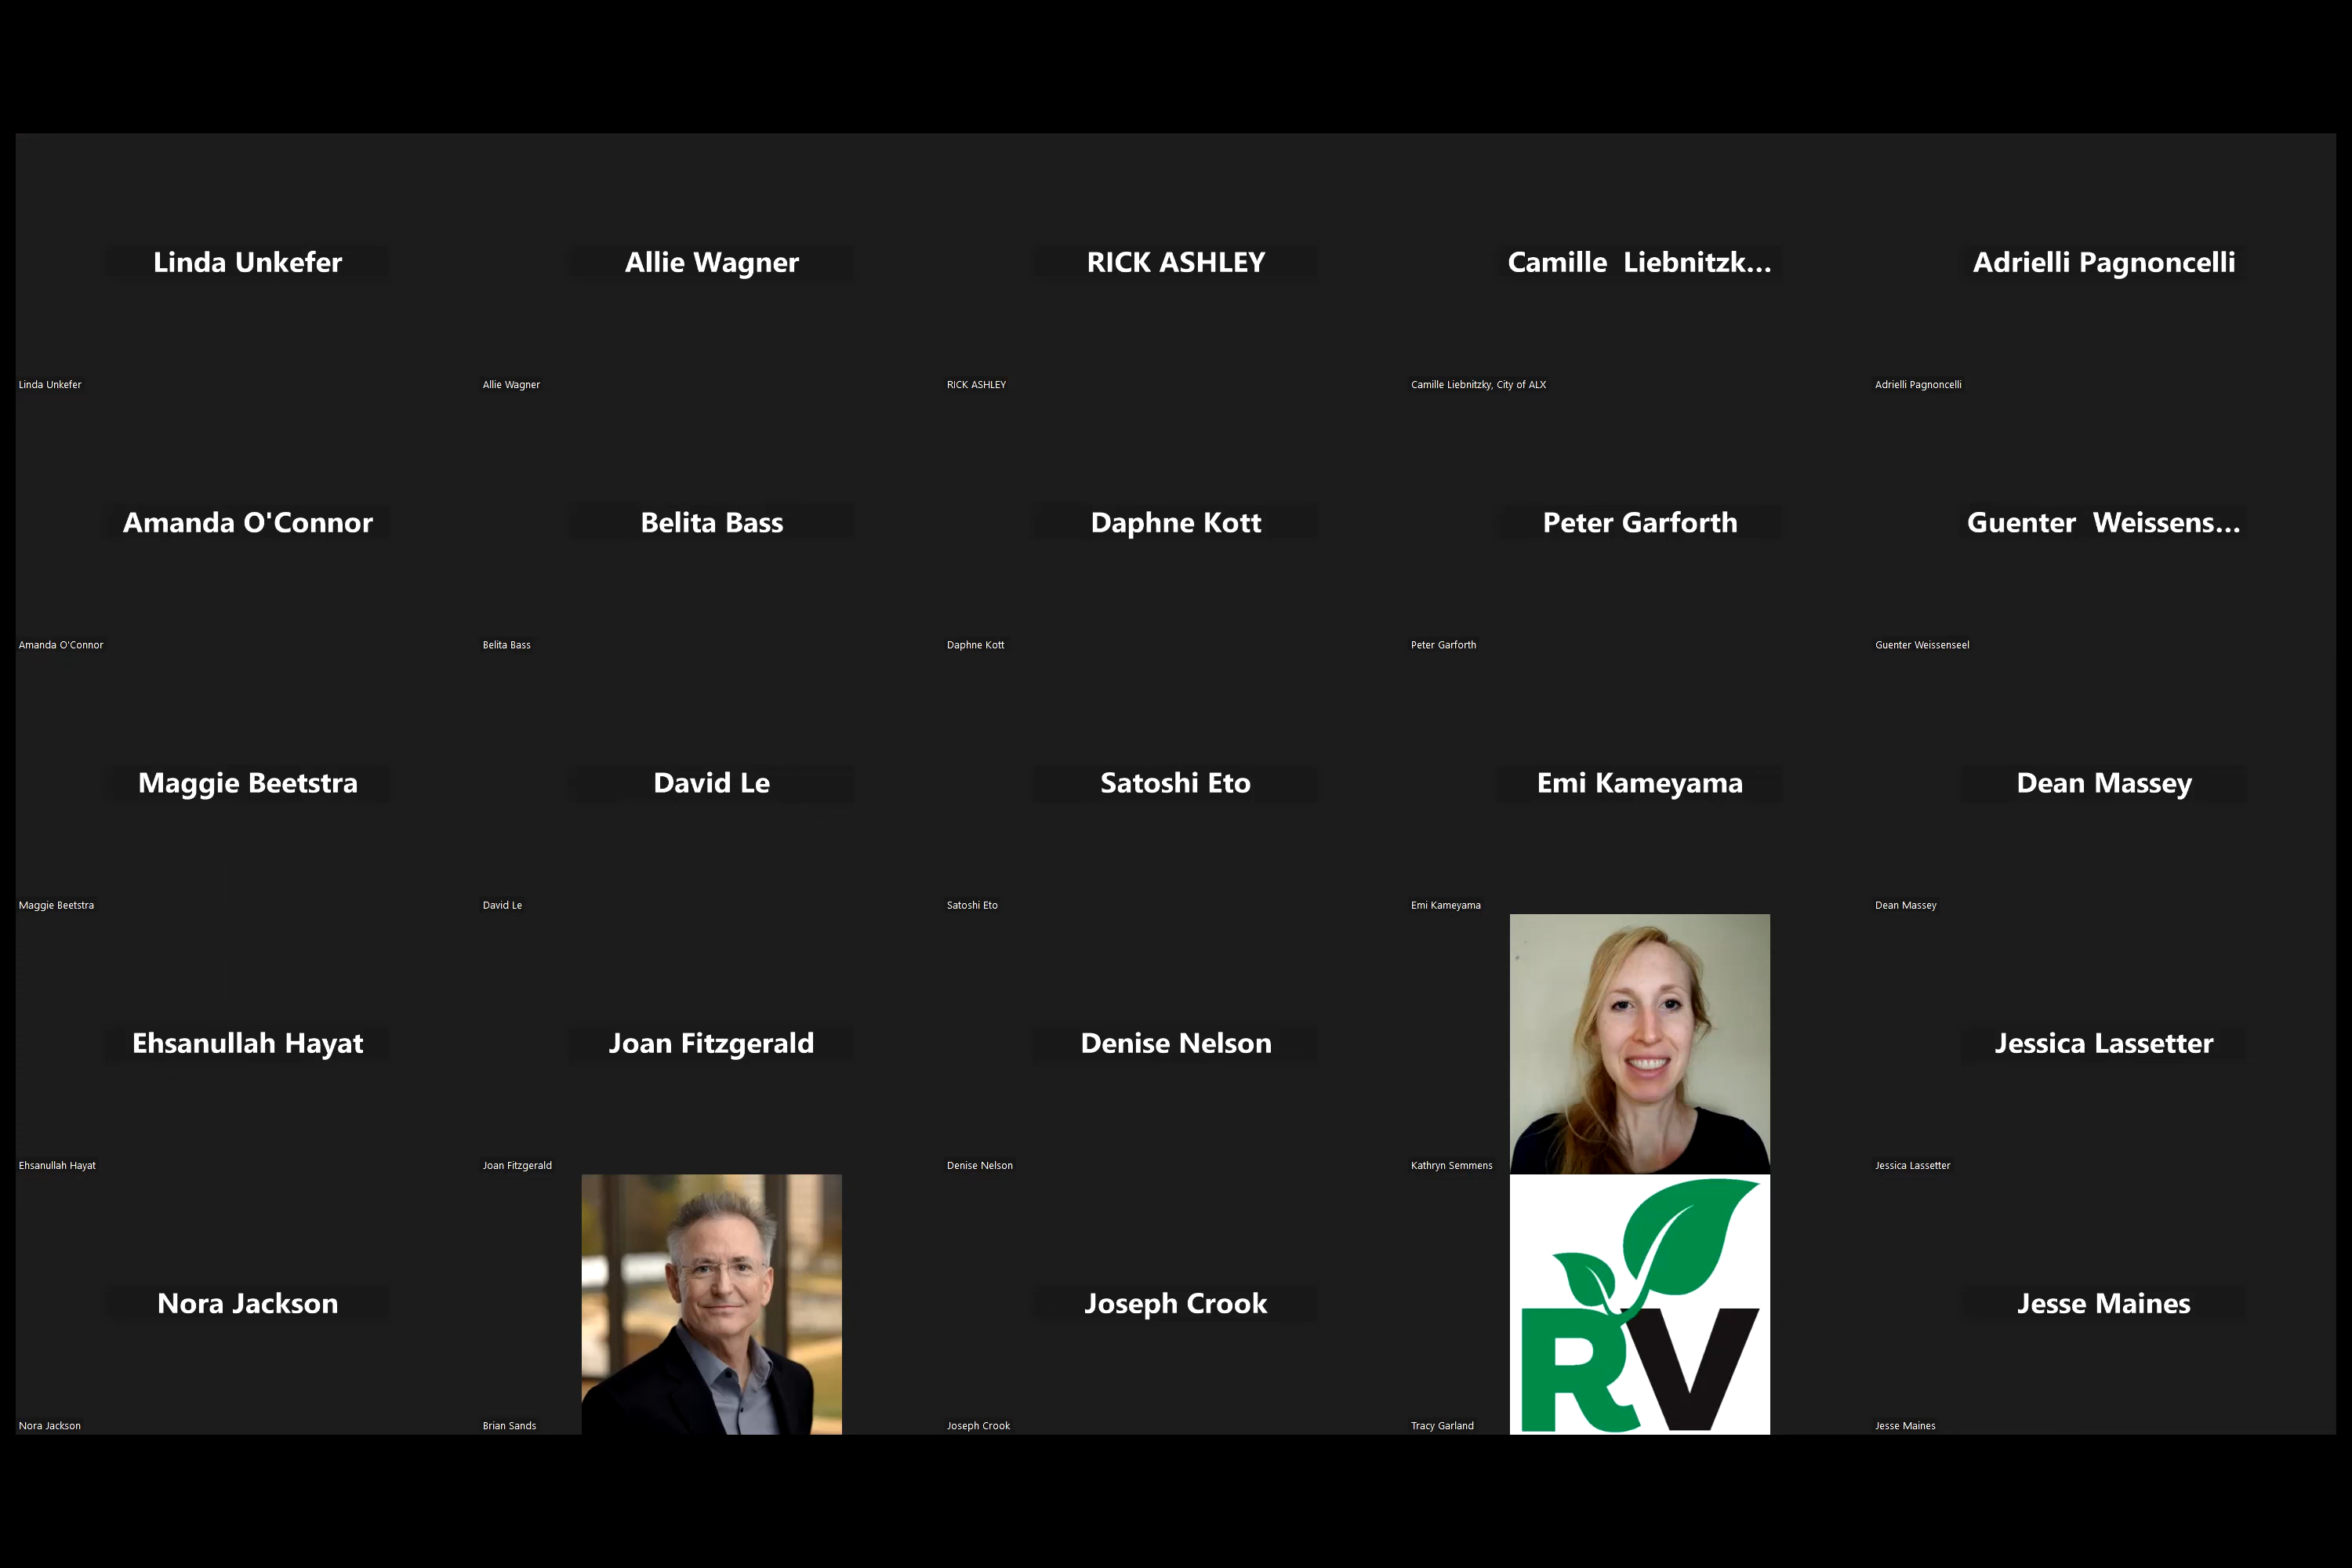 Linda Unkefer
Allie Wagner
RICK ASHLEY
Camille  Liebnitzk...
Adrielli Pagnoncelli
Linda Unkefer
Allie Wagner
RICK ASHLEY
Camille Liebnitzky, City of ALX
Adrielli Pagnoncelli
Amanda O'Connor
Belita Bass
Daphne Kott
Peter Garforth
Guenter  Weissens...
Amanda O'Connor
Belita Bass
Daphne Kott
Peter Garforth
Guenter Weissenseel
Maggie Beetstra
David Le
Satoshi Eto
Emi Kameyama
Dean Massey
Maggie Beetstra
David Le
Satoshi Eto
Emi Kameyama
Dean Massey
Ehsanullah Hayat
Joan Fitzgerald
Denise Nelson
Jessica Lassetter
Ehsanullah Hayat
Joan Fitzgerald
Denise Nelson
Kathryn Semmens
Jessica Lassetter
Nora Jackson
Joseph Crook
RV
Jesse Maines
Nora Jackson
Brian Sands
Joseph Crook
Tracy Garland
Jesse Maines